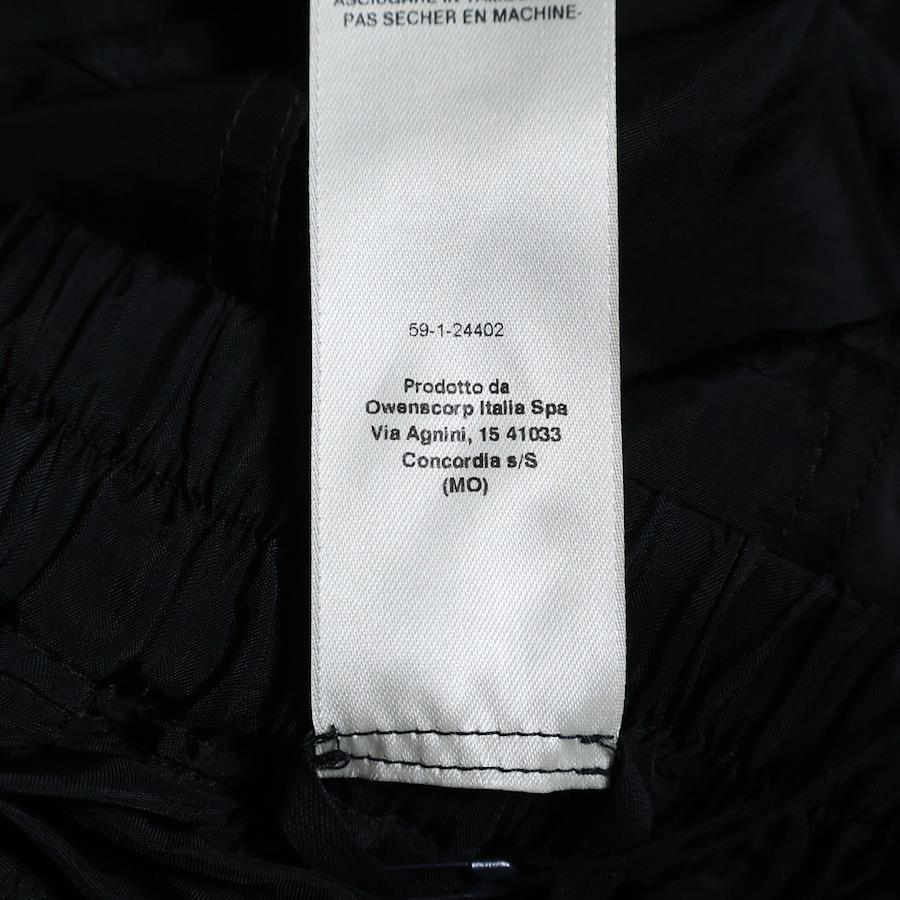 PAS SECHER EN MACHINE-
59-1-24402
Prodotto da
Owenscorp Italia Spa
Via Agnini, 15 41033
Concordia s/S
(MO)